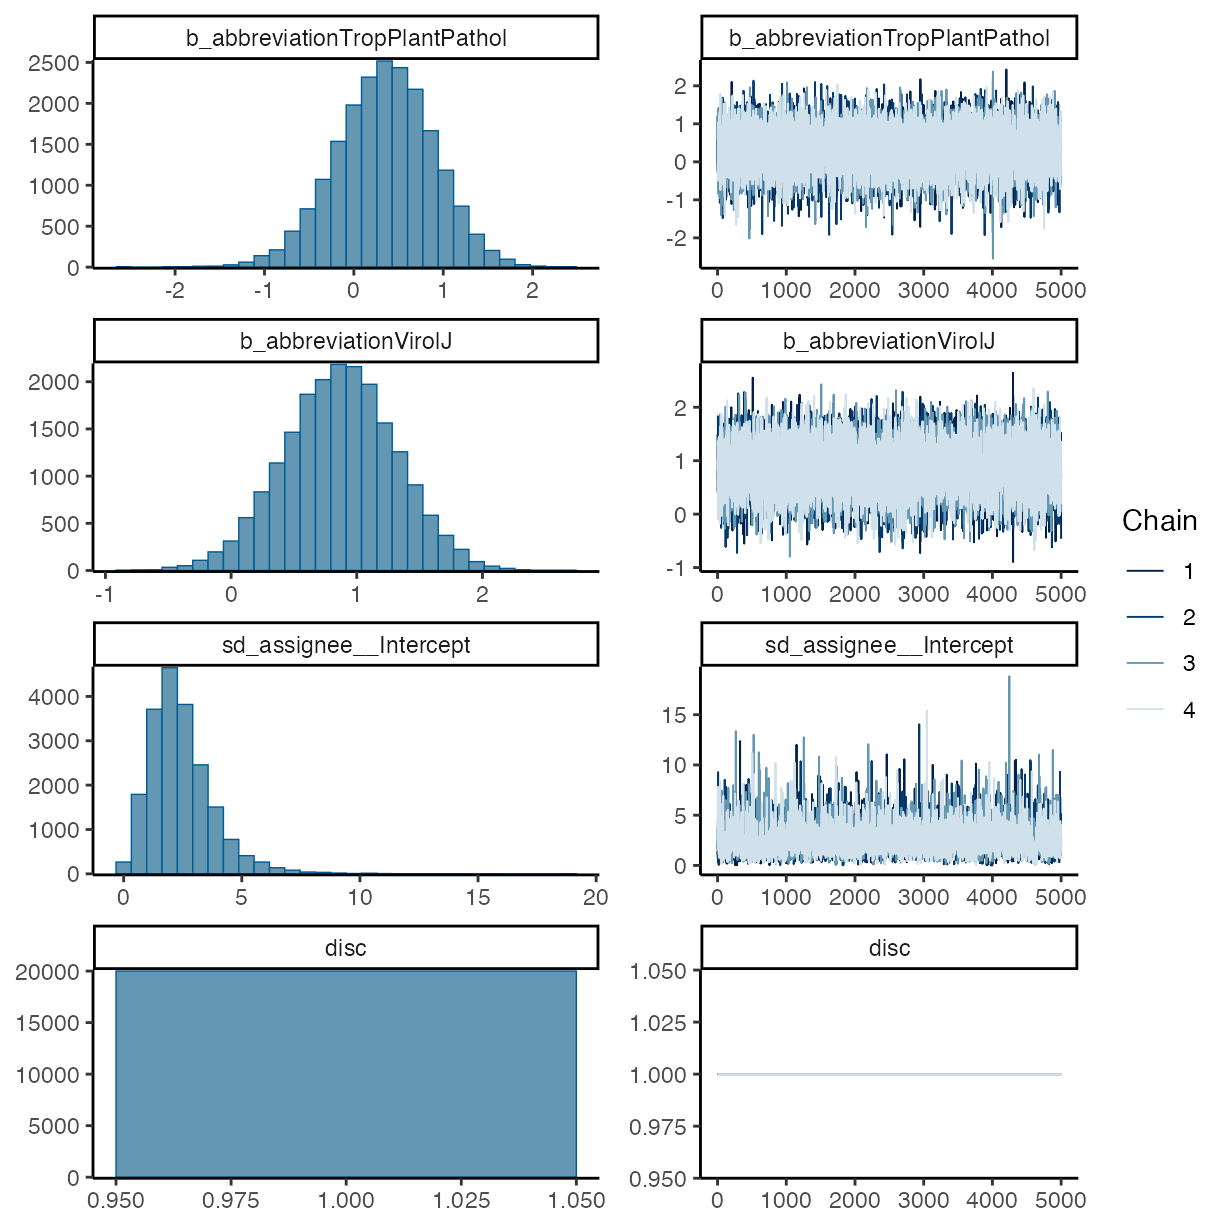 b_abbreviationTropPlantPathol
b_abbreviationTropPlantPathol
2500
2000
1500
1000
500
0
-2 -1 0 1 2
2
1
0
-1
-2
0 1000 2000 3000 4000 5000
b_abbreviationVirolJ
b_abbreviationVirolJ
2000
1500
1000
500
0
-1 0 1 2
2
1
0
-1
0 1000 2000 3000 4000 5000
sd_assignee__Intercept
sd_assignee__Intercept
4000
3000
2000
1000
0
0 5 10 15 20
15
10
5
0
0 1000 2000 3000 4000 5000
disc
disc
20000
15000
10000
5000
0
0.950 0.975 1.000 1.025 1.050
1.050
1.025
1.000
0.975
0.950
0 1000 2000 3000 4000 5000
Chain
1
2
3
4